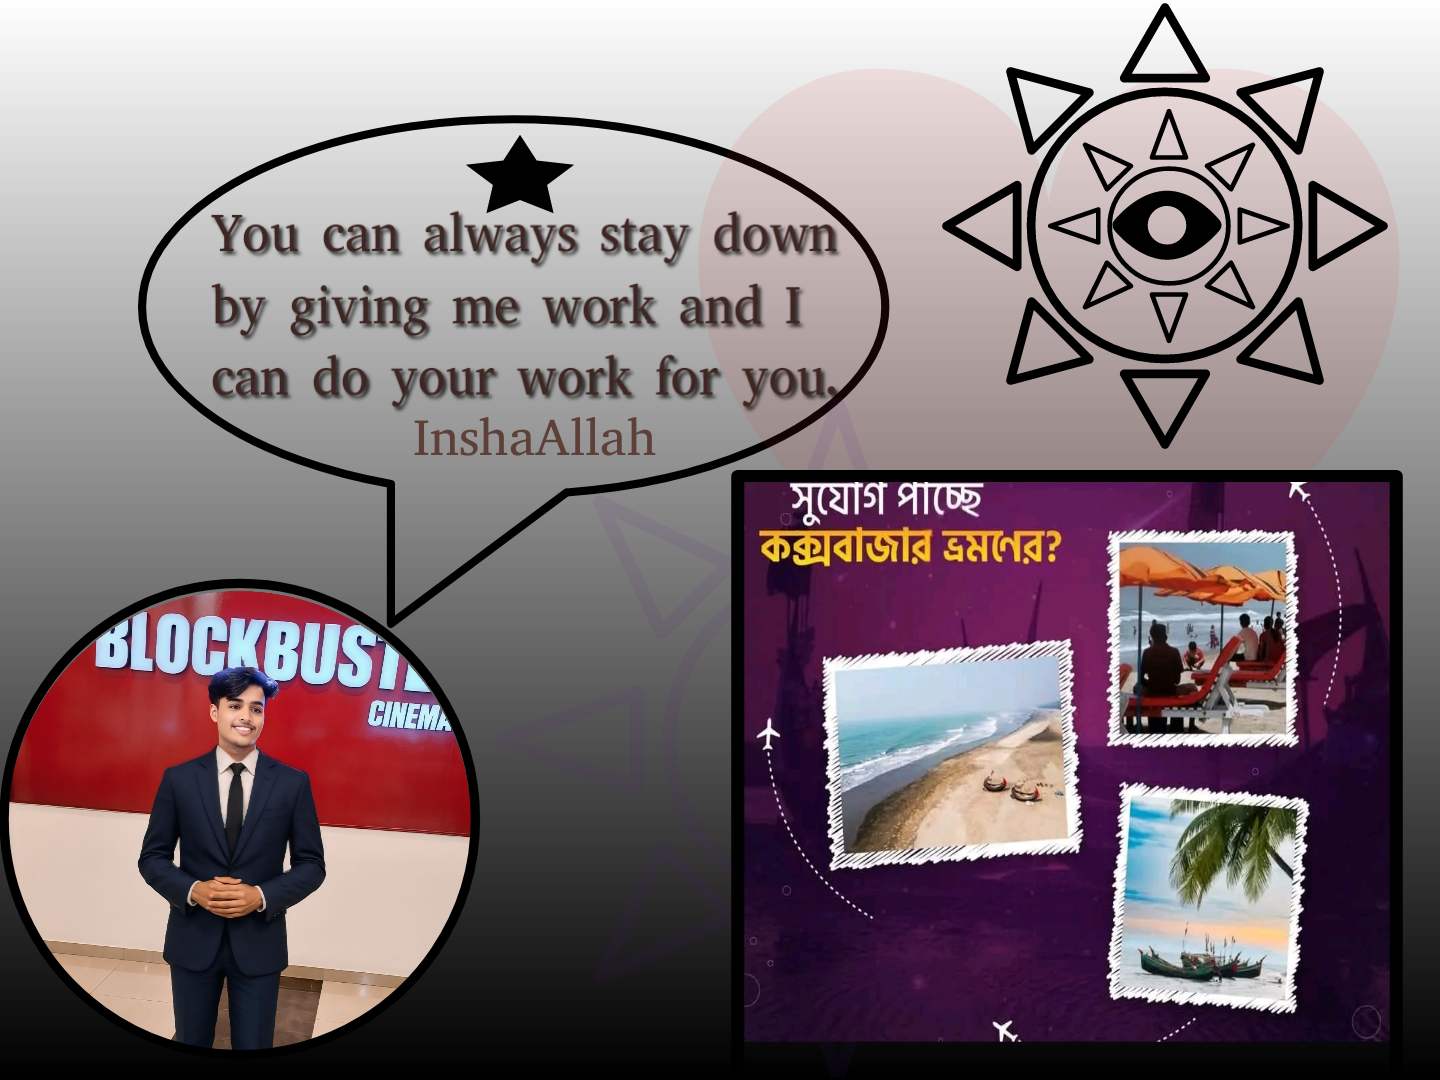 You can always stay down
by giving me work and I
can do your work for you.
InshaAllah
সুযোগ পাচ্ছে
কক্সবাজার ভ্রমণের?
BLOCKBUST
CINEMA